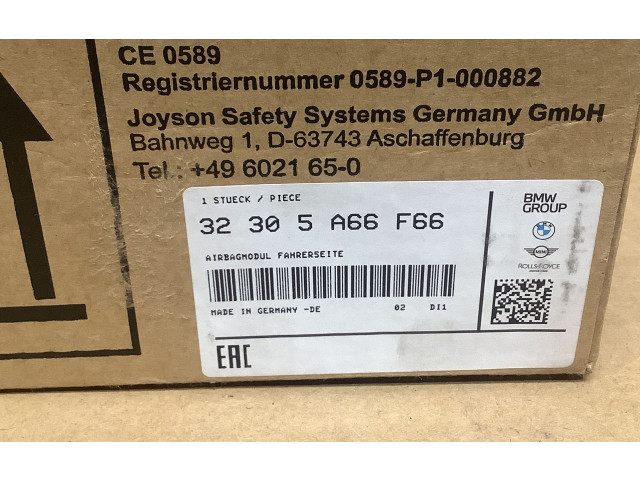 CE 0589
Registriernummer 0589-P1-000882
Joyson Safety Systems Germany GmbH
Bahnweg 1, D-63743 Aschaffenburg
Tel.: +49 6021 65-0
1 STUECK / PIECE
32 30 5 A66 F66
AIRBAGMODUL FAHRERSEITE
MADE IN GERMANY -DE 02 DI1
EAC
BMW
GROUP
MINI
ROLLS-ROYCE